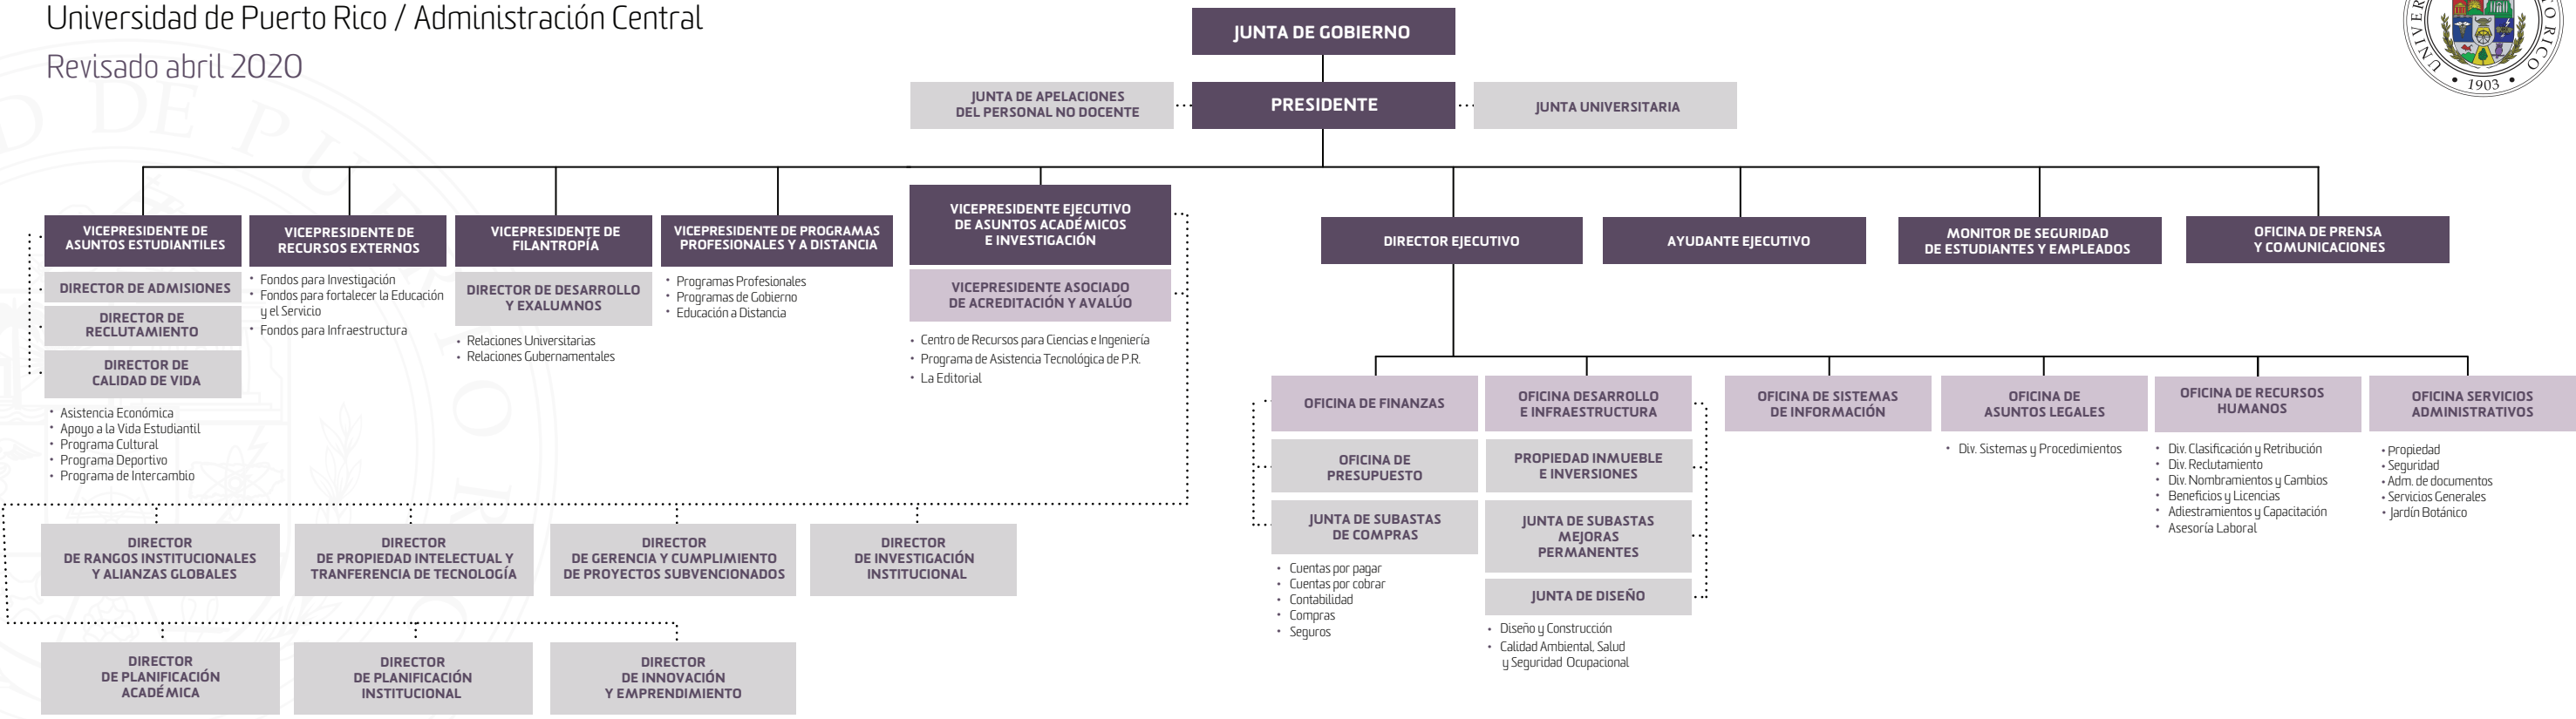 Universidad de Puerto Rico / Administración Central
Revisado abril 2020
1903
JUNTA DE GOBIERNO
JUNTA DE APELACIONES
DEL PERSONAL NO DOCENTE
PRESIDENTE
JUNTA UNIVERSITARIA
VICEPRESIDENTE DE
ASUNTOS ESTUDIANTILES
DIRECTOR DE ADMISIONES
DIRECTOR DE
RECLUTAMIENTO
DIRECTOR DE
CALIDAD DE VIDA
• Asistencia Económica
• Apoyo a la Vida Estudiantil
• Programa Cultural
• Programa Deportivo
• Programa de Intercambio
VICEPRESIDENTE DE
RECURSOS EXTERNOS
• Fondos para Investigación
• Fondos para fortalecer la Educación
y el Servicio
• Fondos para Infraestructura
VICEPRESIDENTE DE
FILANTROPÍA
DIRECTOR DE DESARROLLO
Y EXALUMNOS
• Relaciones Universitarias
• Relaciones Gubernamentales
VICEPRESIDENTE DE PROGRAMAS
PROFESIONALES Y A DISTANCIA
• Programas Profesionales
• Programas de Gobierno
• Educación a Distancia
VICEPRESIDENTE EJECUTIVO
DE ASUNTOS ACADÉMICOS
E INVESTIGACIÓN
VICEPRESIDENTE ASOCIADO
DE ACREDITACIÓN Y AVALÚO
• Centro de Recursos para Ciencias e Ingeniería
• Programa de Asistencia Tecnológica de P.R.
• La Editorial
DIRECTOR EJECUTIVO
AYUDANTE EJECUTIVO
MONITOR DE SEGURIDAD
DE ESTUDIANTES Y EMPLEADOS
OFICINA DE PRENSA
Y COMUNICACIONES
OFICINA DE FINANZAS
OFICINA DE
PRESUPUESTO
JUNTA DE SUBASTAS
DE COMPRAS
• Cuentas por pagar
• Cuentas por cobrar
• Contabilidad
• Compras
• Seguros
OFICINA DESARROLLO
E INFRAESTRUCTURA
PROPIEDAD INMUEBLE
E INVERSIONES
JUNTA DE SUBASTAS
MEJORAS
PERMANENTES
JUNTA DE DISEÑO
• Diseño y Construcción
• Calidad Ambiental, Salud
y Seguridad Ocupacional
OFICINA DE SISTEMAS
DE INFORMACIÓN
OFICINA DE
ASUNTOS LEGALES
• Div. Sistemas y Procedimientos
OFICINA DE RECURSOS
HUMANOS
• Div. Clasificación y Retribución
• Div. Reclutamiento
• Div. Nombramientos y Cambios
• Beneficios y Licencias
• Adiestramientos y Capacitación
• Asesoría Laboral
OFICINA SERVICIOS
ADMINISTRATIVOS
• Propiedad
• Seguridad
• Adm. de documentos
• Servicios Generales
• Jardín Botánico
DIRECTOR
DE RANGOS INSTITUCIONALES
Y ALIANZAS GLOBALES
DIRECTOR
DE PROPIEDAD INTELECTUAL Y
TRANFERENCIA DE TECNOLOGÍA
DIRECTOR
DE GERENCIA Y CUMPLIMIENTO
DE PROYECTOS SUBVENCIONADOS
DIRECTOR
DE INVESTIGACIÓN
INSTITUCIONAL
DIRECTOR
DE PLANIFICACIÓN
ACADÉMICA
DIRECTOR
DE PLANIFICACIÓN
INSTITUCIONAL
DIRECTOR
DE INNOVACIÓN
Y EMPRENDIMIENTO